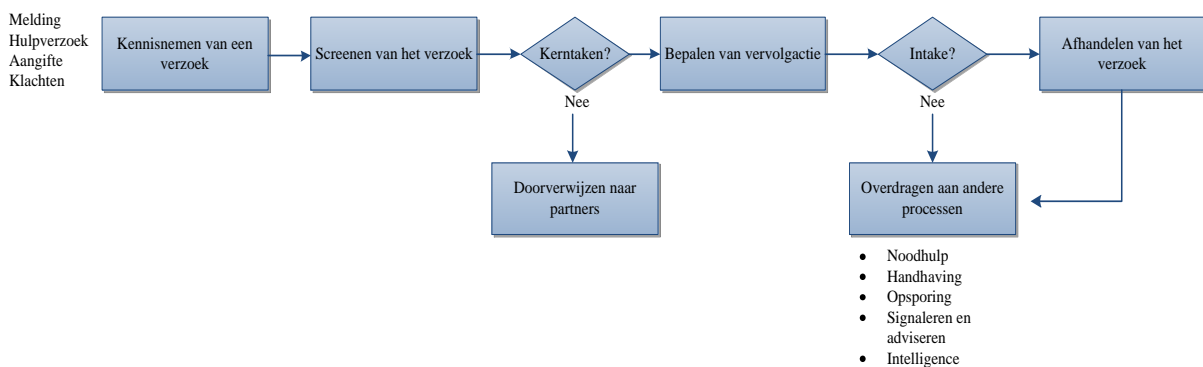 Melding
Hulpverzoek
Aangifte
Klachten
Kennisnemen van een
verzoek
Screenen van het verzoek
Kerntaken?
Bepalen van vervolgactie
Intake?
Afhandelen van het
verzoek
Nee
Nee
Doorverwijzen naar
partners
Overdragen aan andere
processen
• Noodhulp
• Handhaving
• Opsporing
• Signaleren en
adviseren
• Intelligence